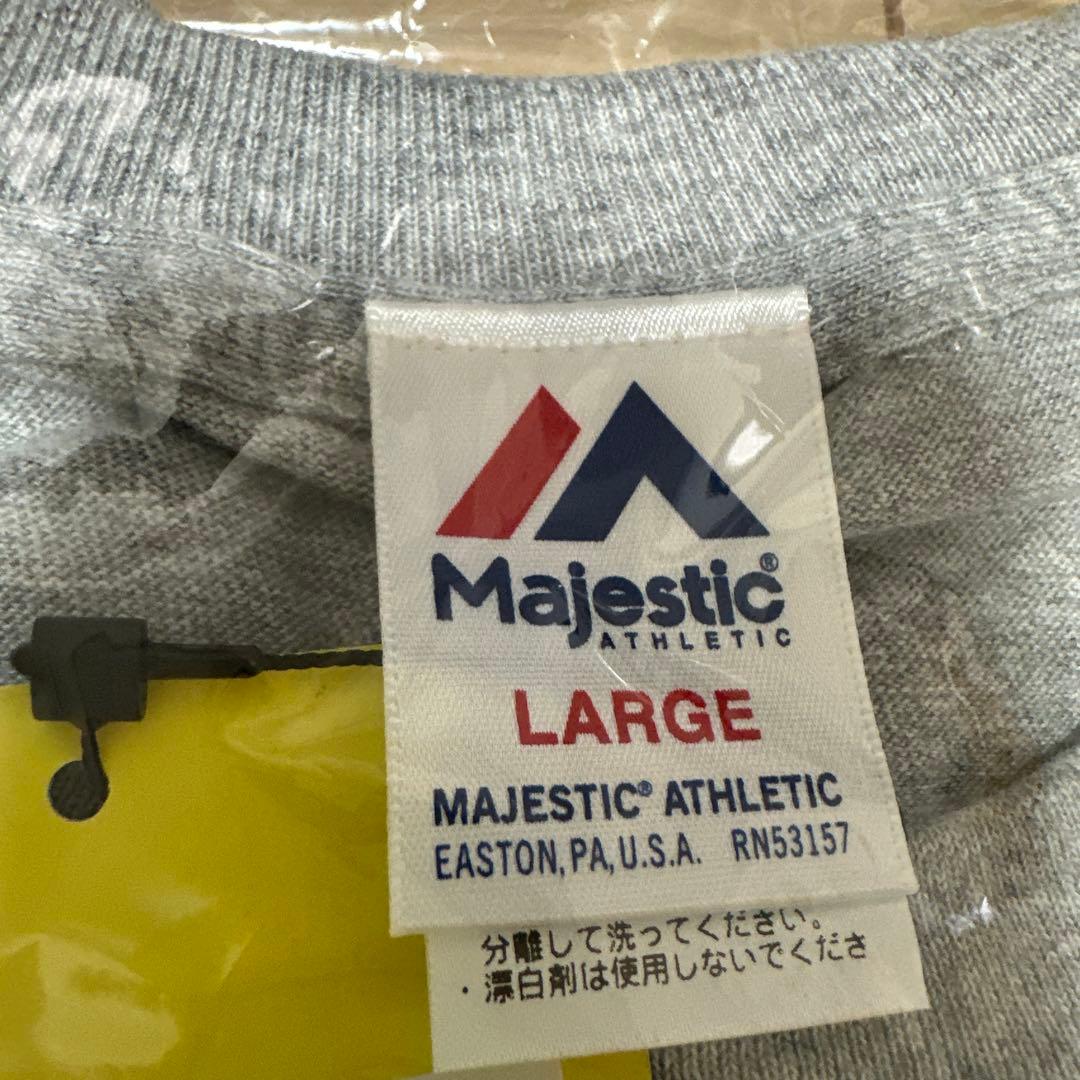 Majestic®
ATHLETIC
LARGE
MAJESTIC® ATHLETIC
EASTON, PA, U.S.A. RN53157
分離して洗ってください。
・漂白剤は使用しないでくださ